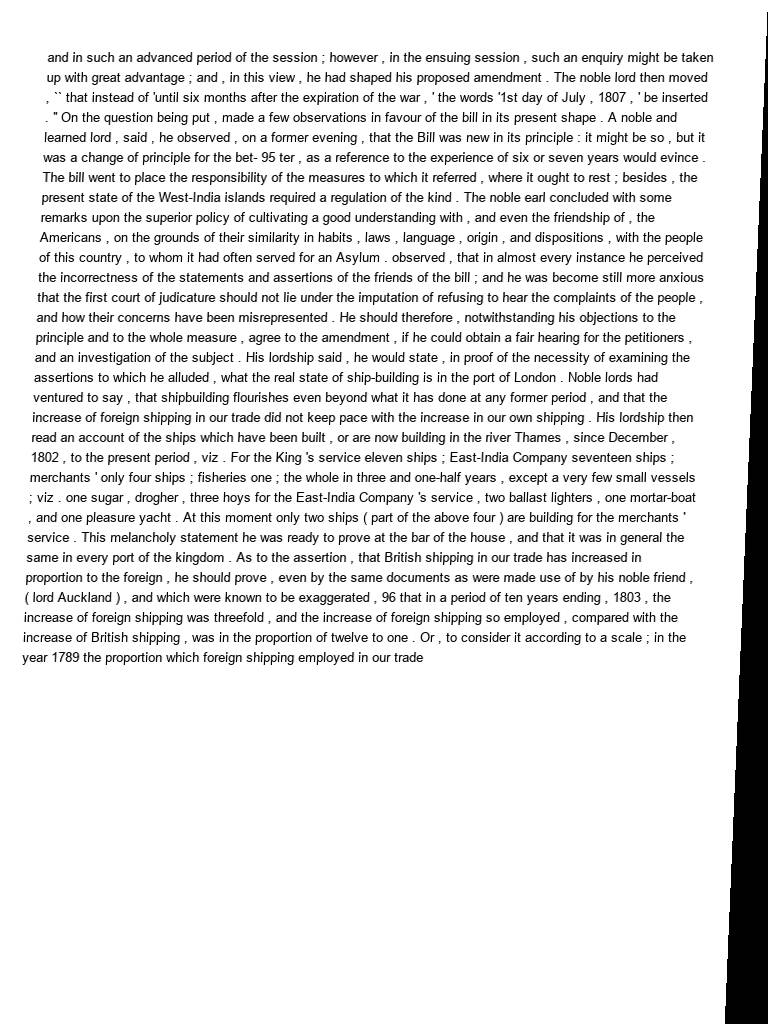 and in such an advanced period of the session ; however , in the ensuing session , such an enquiry might be taken
up with great advantage ; and , in this view , he had shaped his proposed amendment . The noble lord then moved
, `` that instead of 'until six months after the expiration of the war , ' the words '1st day of July , 1807 , ' be inserted
. '' On the question being put , made a few observations in favour of the bill in its present shape . A noble and
learned lord , said , he observed , on a former evening , that the Bill was new in its principle : it might be so , but it
was a change of principle for the bet- 95 ter , as a reference to the experience of six or seven years would evince .
The bill went to place the responsibility of the measures to which it referred , where it ought to rest ; besides , the
present state of the West-India islands required a regulation of the kind . The noble earl concluded with some
remarks upon the superior policy of cultivating a good understanding with , and even the friendship of , the
Americans , on the grounds of their similarity in habits , laws , language , origin , and dispositions , with the people
of this country , to whom it had often served for an Asylum . observed , that in almost every instance he perceived
the incorrectness of the statements and assertions of the friends of the bill ; and he was become still more anxious
that the first court of judicature should not lie under the imputation of refusing to hear the complaints of the people ,
and how their concerns have been misrepresented . He should therefore , notwithstanding his objections to the
principle and to the whole measure , agree to the amendment , if he could obtain a fair hearing for the petitioners ,
and an investigation of the subject . His lordship said , he would state , in proof of the necessity of examining the
assertions to which he alluded , what the real state of ship-building is in the port of London . Noble lords had
ventured to say , that shipbuilding flourishes even beyond what it has done at any former period , and that the
increase of foreign shipping in our trade did not keep pace with the increase in our own shipping . His lordship then
read an account of the ships which have been built , or are now building in the river Thames , since December ,
1802 , to the present period , viz . For the King 's service eleven ships ; East-India Company seventeen ships ;
merchants ' only four ships ; fisheries one ; the whole in three and one-half years , except a very few small vessels
; viz . one sugar , drogher , three hoys for the East-India Company 's service , two ballast lighters , one mortar-boat
, and one pleasure yacht . At this moment only two ships ( part of the above four ) are building for the merchants '
service . This melancholy statement he was ready to prove at the bar of the house , and that it was in general the
same in every port of the kingdom . As to the assertion , that British shipping in our trade has increased in
proportion to the foreign , he should prove , even by the same documents as were made use of by his noble friend ,
( lord Auckland ) , and which were known to be exaggerated , 96 that in a period of ten years ending , 1803 , the
increase of foreign shipping was threefold , and the increase of foreign shipping so employed , compared with the
increase of British shipping , was in the proportion of twelve to one . Or , to consider it according to a scale ; in the
year 1789 the proportion which foreign shipping employed in our trade